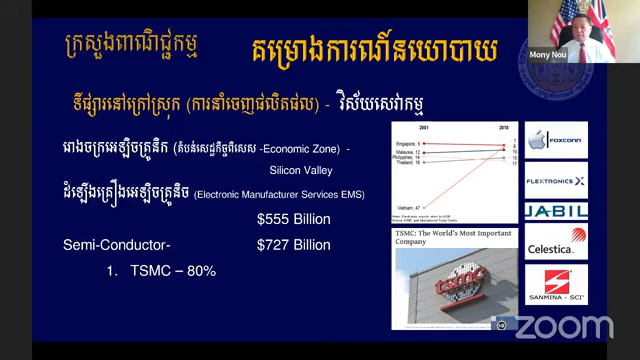 ក្រសួងពាណិជ្ជកម្ម
គម្រោងការណ៍នយោបាយ
Mony Nou
ទីផ្សារនៅក្រៅស្រុក (ការនាំចេញផលិតផល) - វិស័យសេវាកម្ម
រោងចក្រអេឡិចត្រូនិក (តំបន់សេដ្ឋកិច្ចពិសេស -Economic Zone) -
Silicon Valley
ដំឡើងគ្រឿងអេឡិចត្រូនិច (Electronic Manufacturer Services EMS)
$555 Billion
Semi-Conductor- $727 Billion
1. TSMC – 80%
2001 2018
Singapore, 5
Malaysia, 12
Philippines, 14
Thailand, 16
Vietnam, 47
FOXCONN
FLEXTRONICS
JABIL
Celestica
SANMINA - SCI
TSMC: The World's Most Important
Company
tsmc
zoom